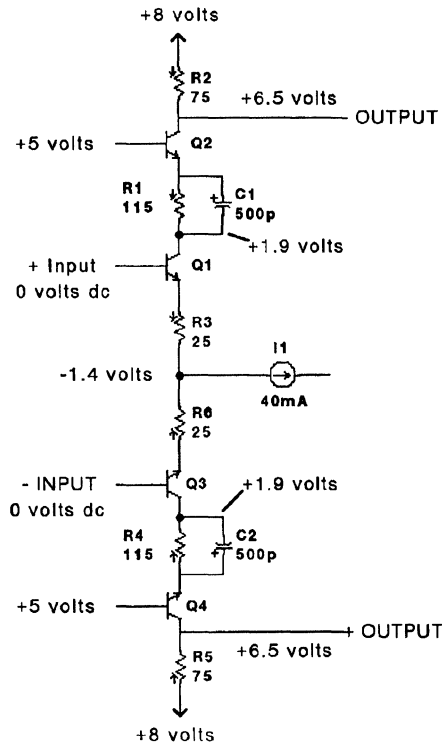 +8 volts
R2
75
+6.5 volts
OUTPUT
+5 volts
Q2
R1
115
C1
500p
+1.9 volts
+ Input
0 volts dc
Q1
R3
25
I1
-1.4 volts
40mA
R6
25
- INPUT
0 volts dc
Q3
+1.9 volts
R4
115
C2
500p
+5 volts
Q4
+ OUTPUT
R5
75
+6.5 volts
+8 volts